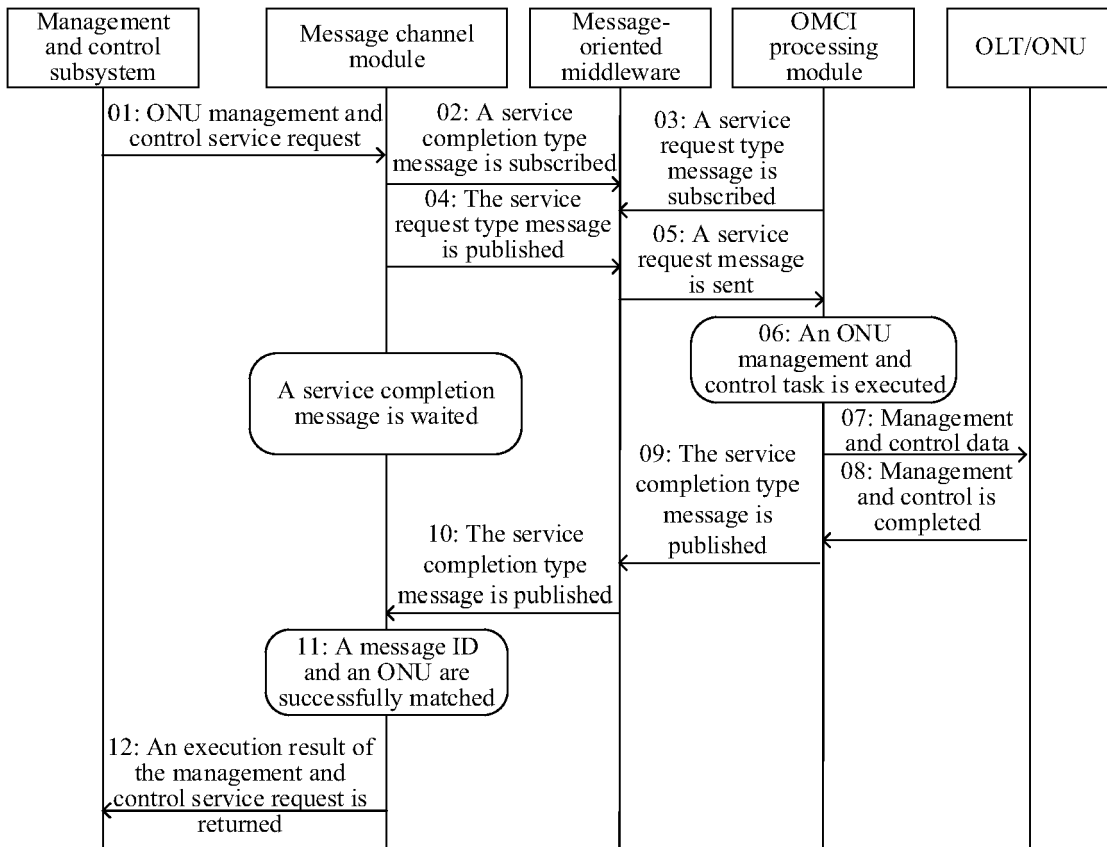 Management
and control
subsystem
Message channel
module
Message-
oriented
middleware
OMCI
processing
module
OLT/ONU
01: ONU management and
control service request
02: A service
completion type
message is subscribed
03: A service
request type
message is
subscribed
04: The service
request type message
is published
05: A service
request message
is sent
06: An ONU
management and
control task is executed
A service completion
message is waited
07: Management
and control data
08: Management
and control is
completed
09: The service
completion type
message is
published
10: The service
completion type
message is published
11: A message ID
and an ONU are
successfully matched
12: An execution result of
the management and
control service request is
returned